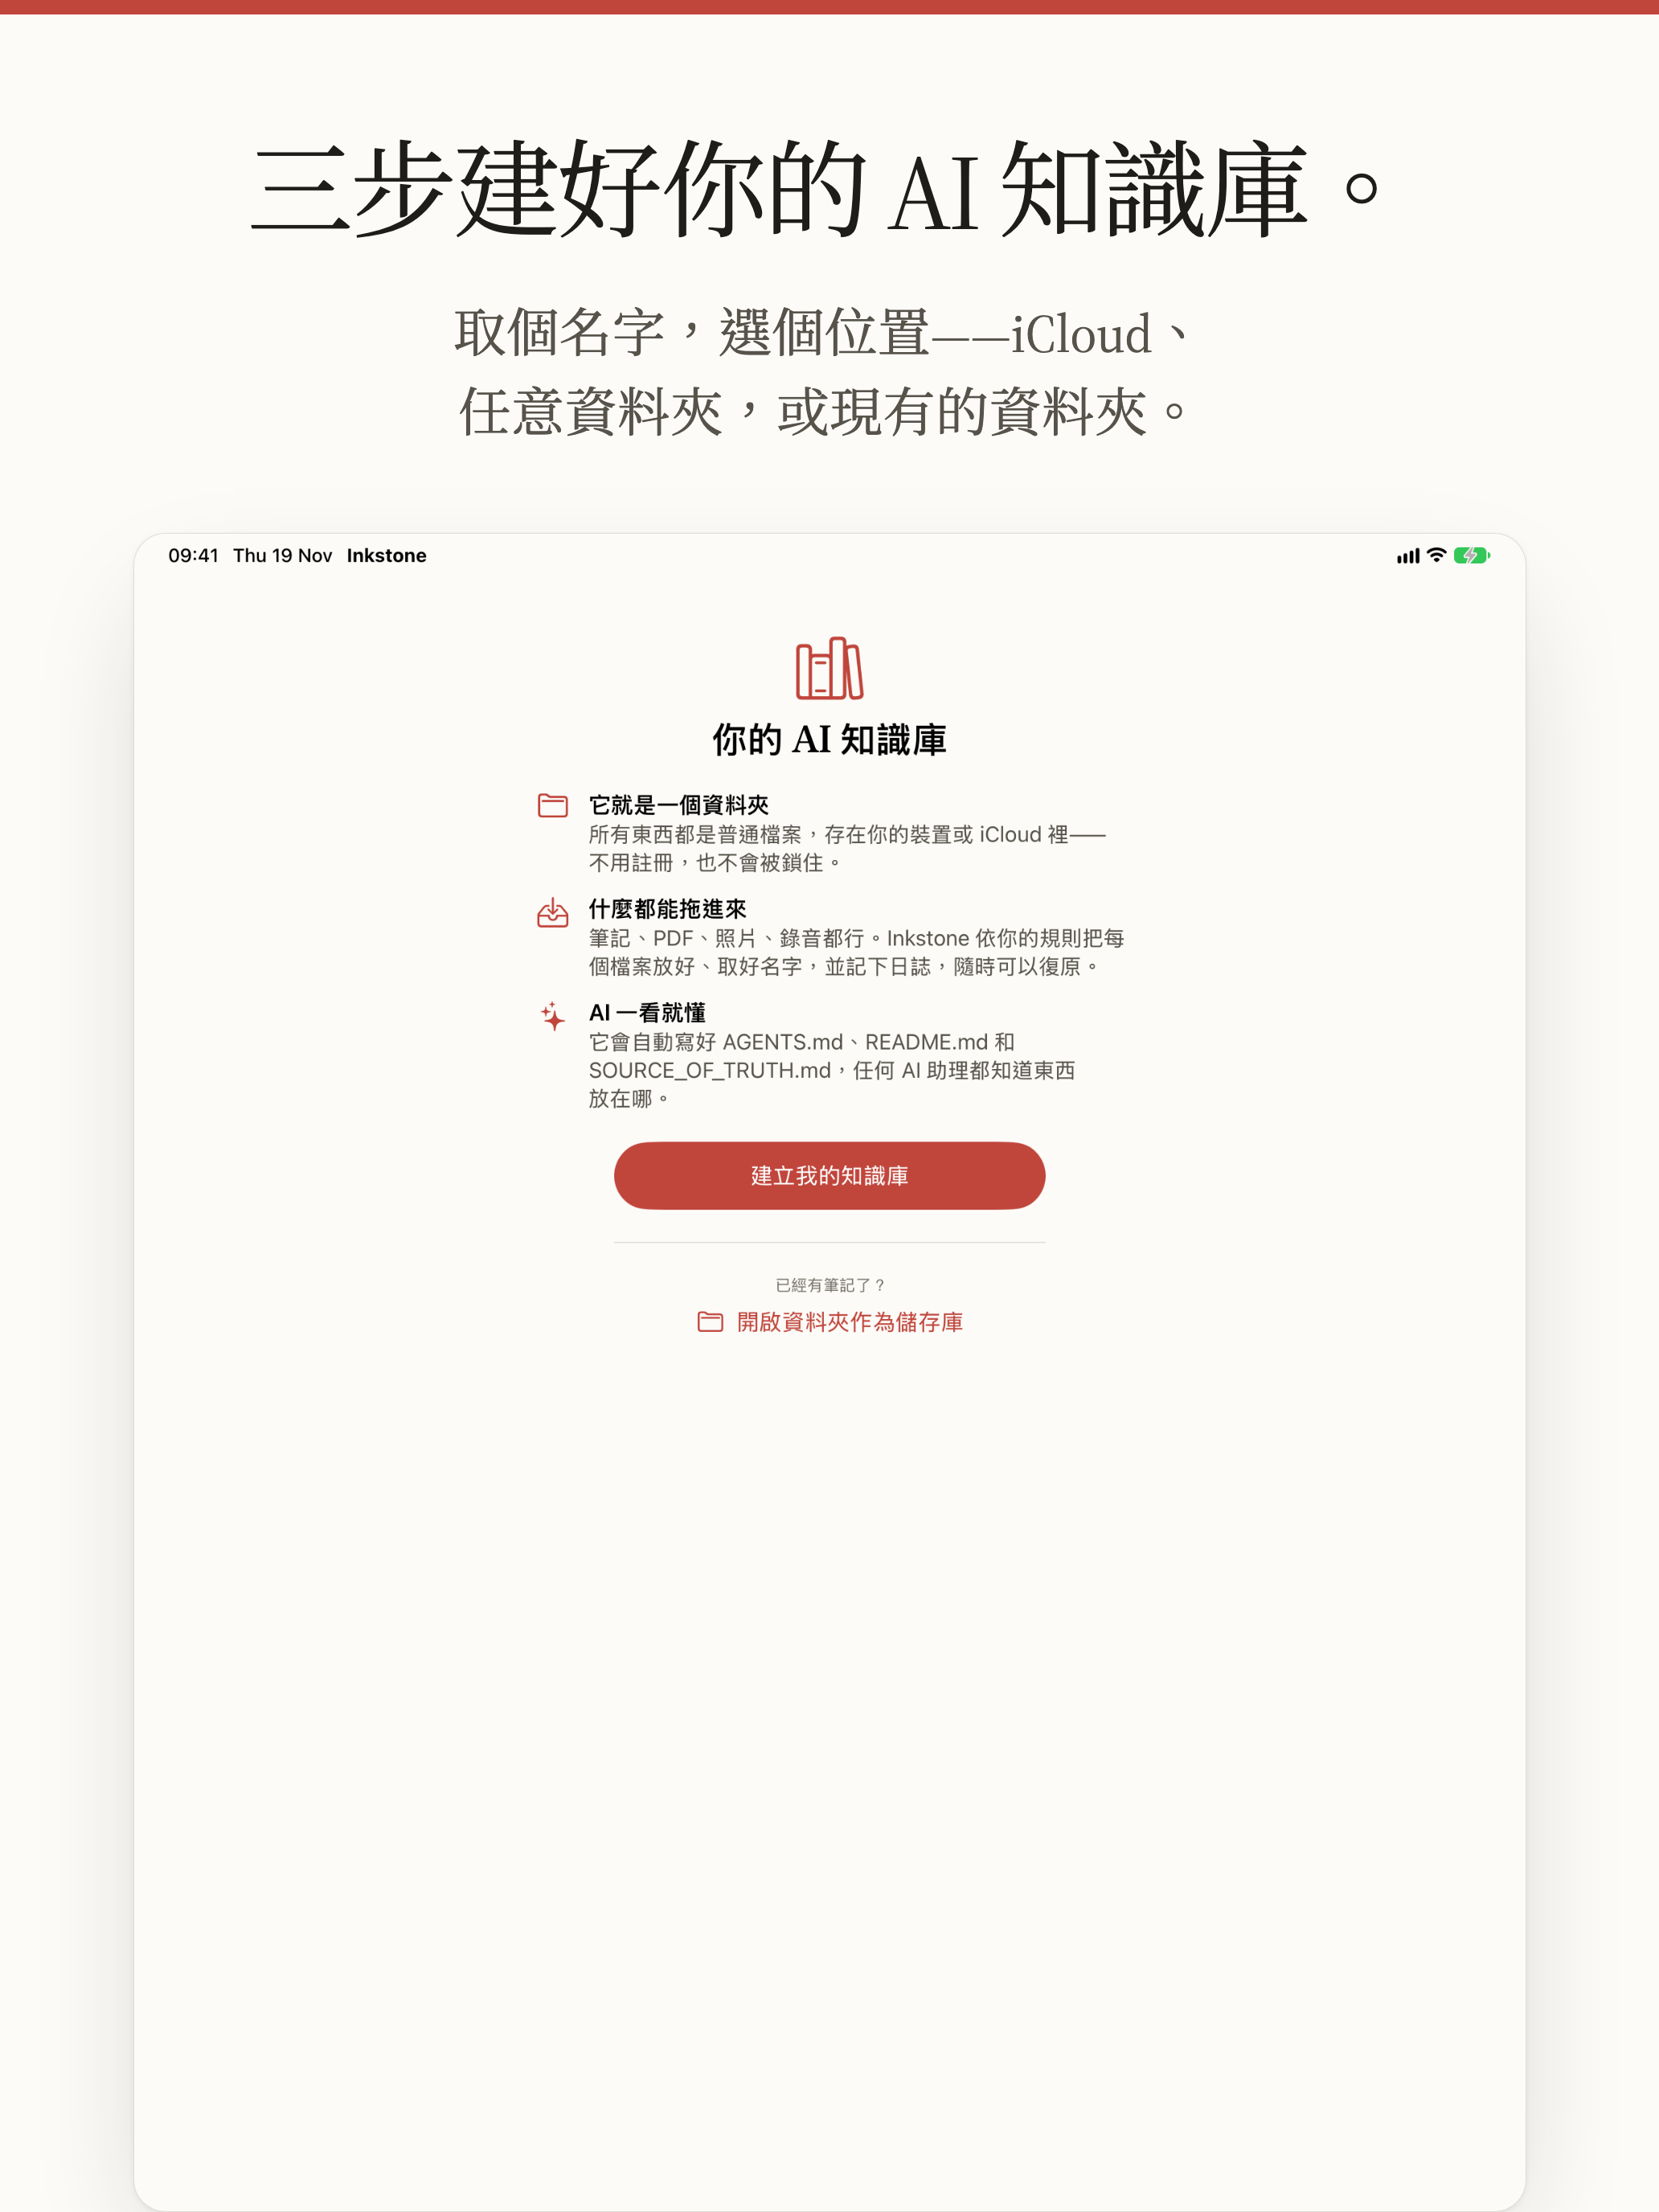 三步建好你的 AI 知識庫。
取個名字，選個位置——iCloud、
任意資料夾，或現有的資料夾。
09:41 Thu 19 Nov Inkstone
你的 AI 知識庫
它就是一個資料夾
所有東西都是普通檔案，存在你的裝置或 iCloud 裡——
不用註冊，也不會被鎖住。
什麼都能拖進來
筆記、PDF、照片、錄音都行。Inkstone 依你的規則把每
個檔案放好、取好名字，並記下日誌，隨時可以復原。
AI 一看就懂
它會自動寫好 AGENTS.md、README.md 和
SOURCE_OF_TRUTH.md，任何 AI 助理都知道東西
放在哪。
建立我的知識庫
已經有筆記了？
開啟資料夾作為儲存庫